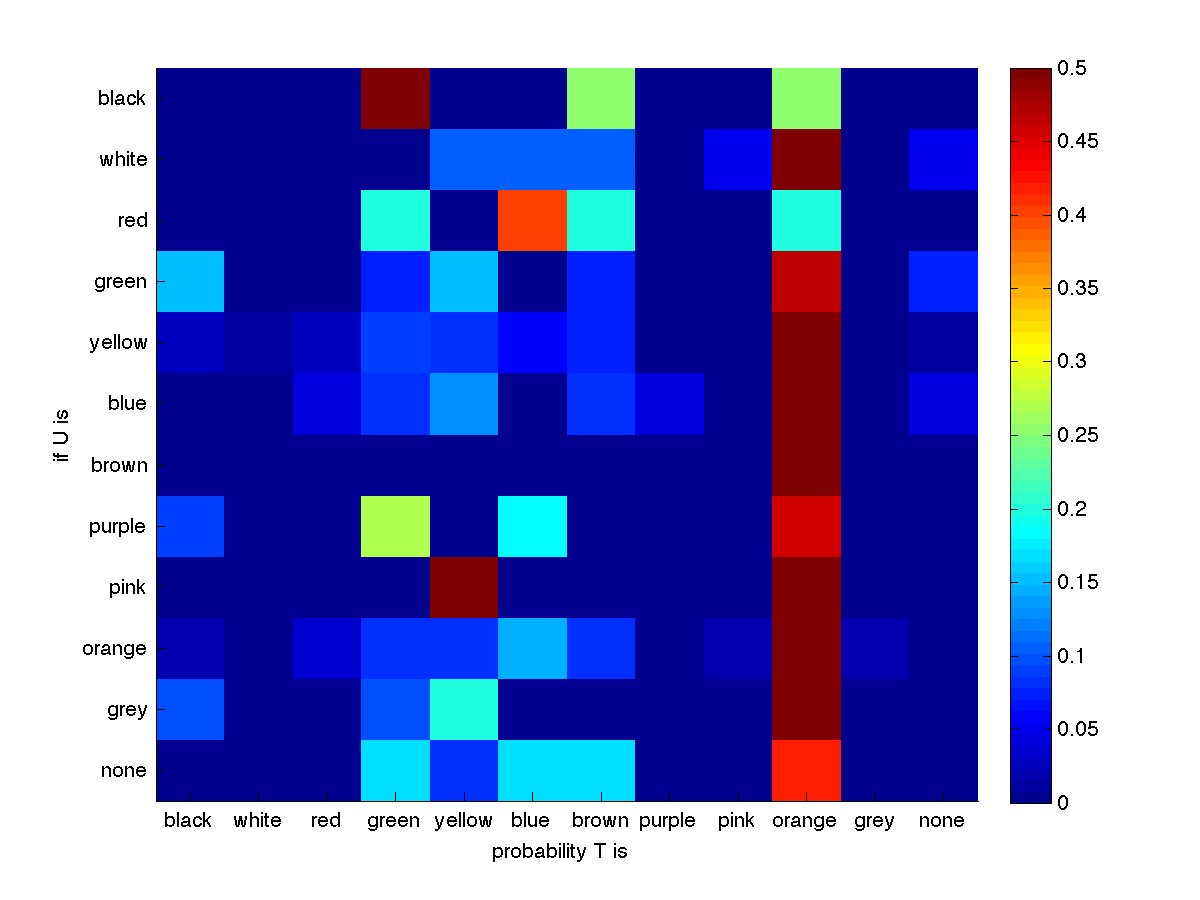 black
white
red
green
yellow
blue
brown
purple
pink
orange
grey
none
if U is
black white red green yellow blue brown purple pink orange grey none
probability T is
0.5
0.45
0.4
0.35
0.3
0.25
0.2
0.15
0.1
0.05
0